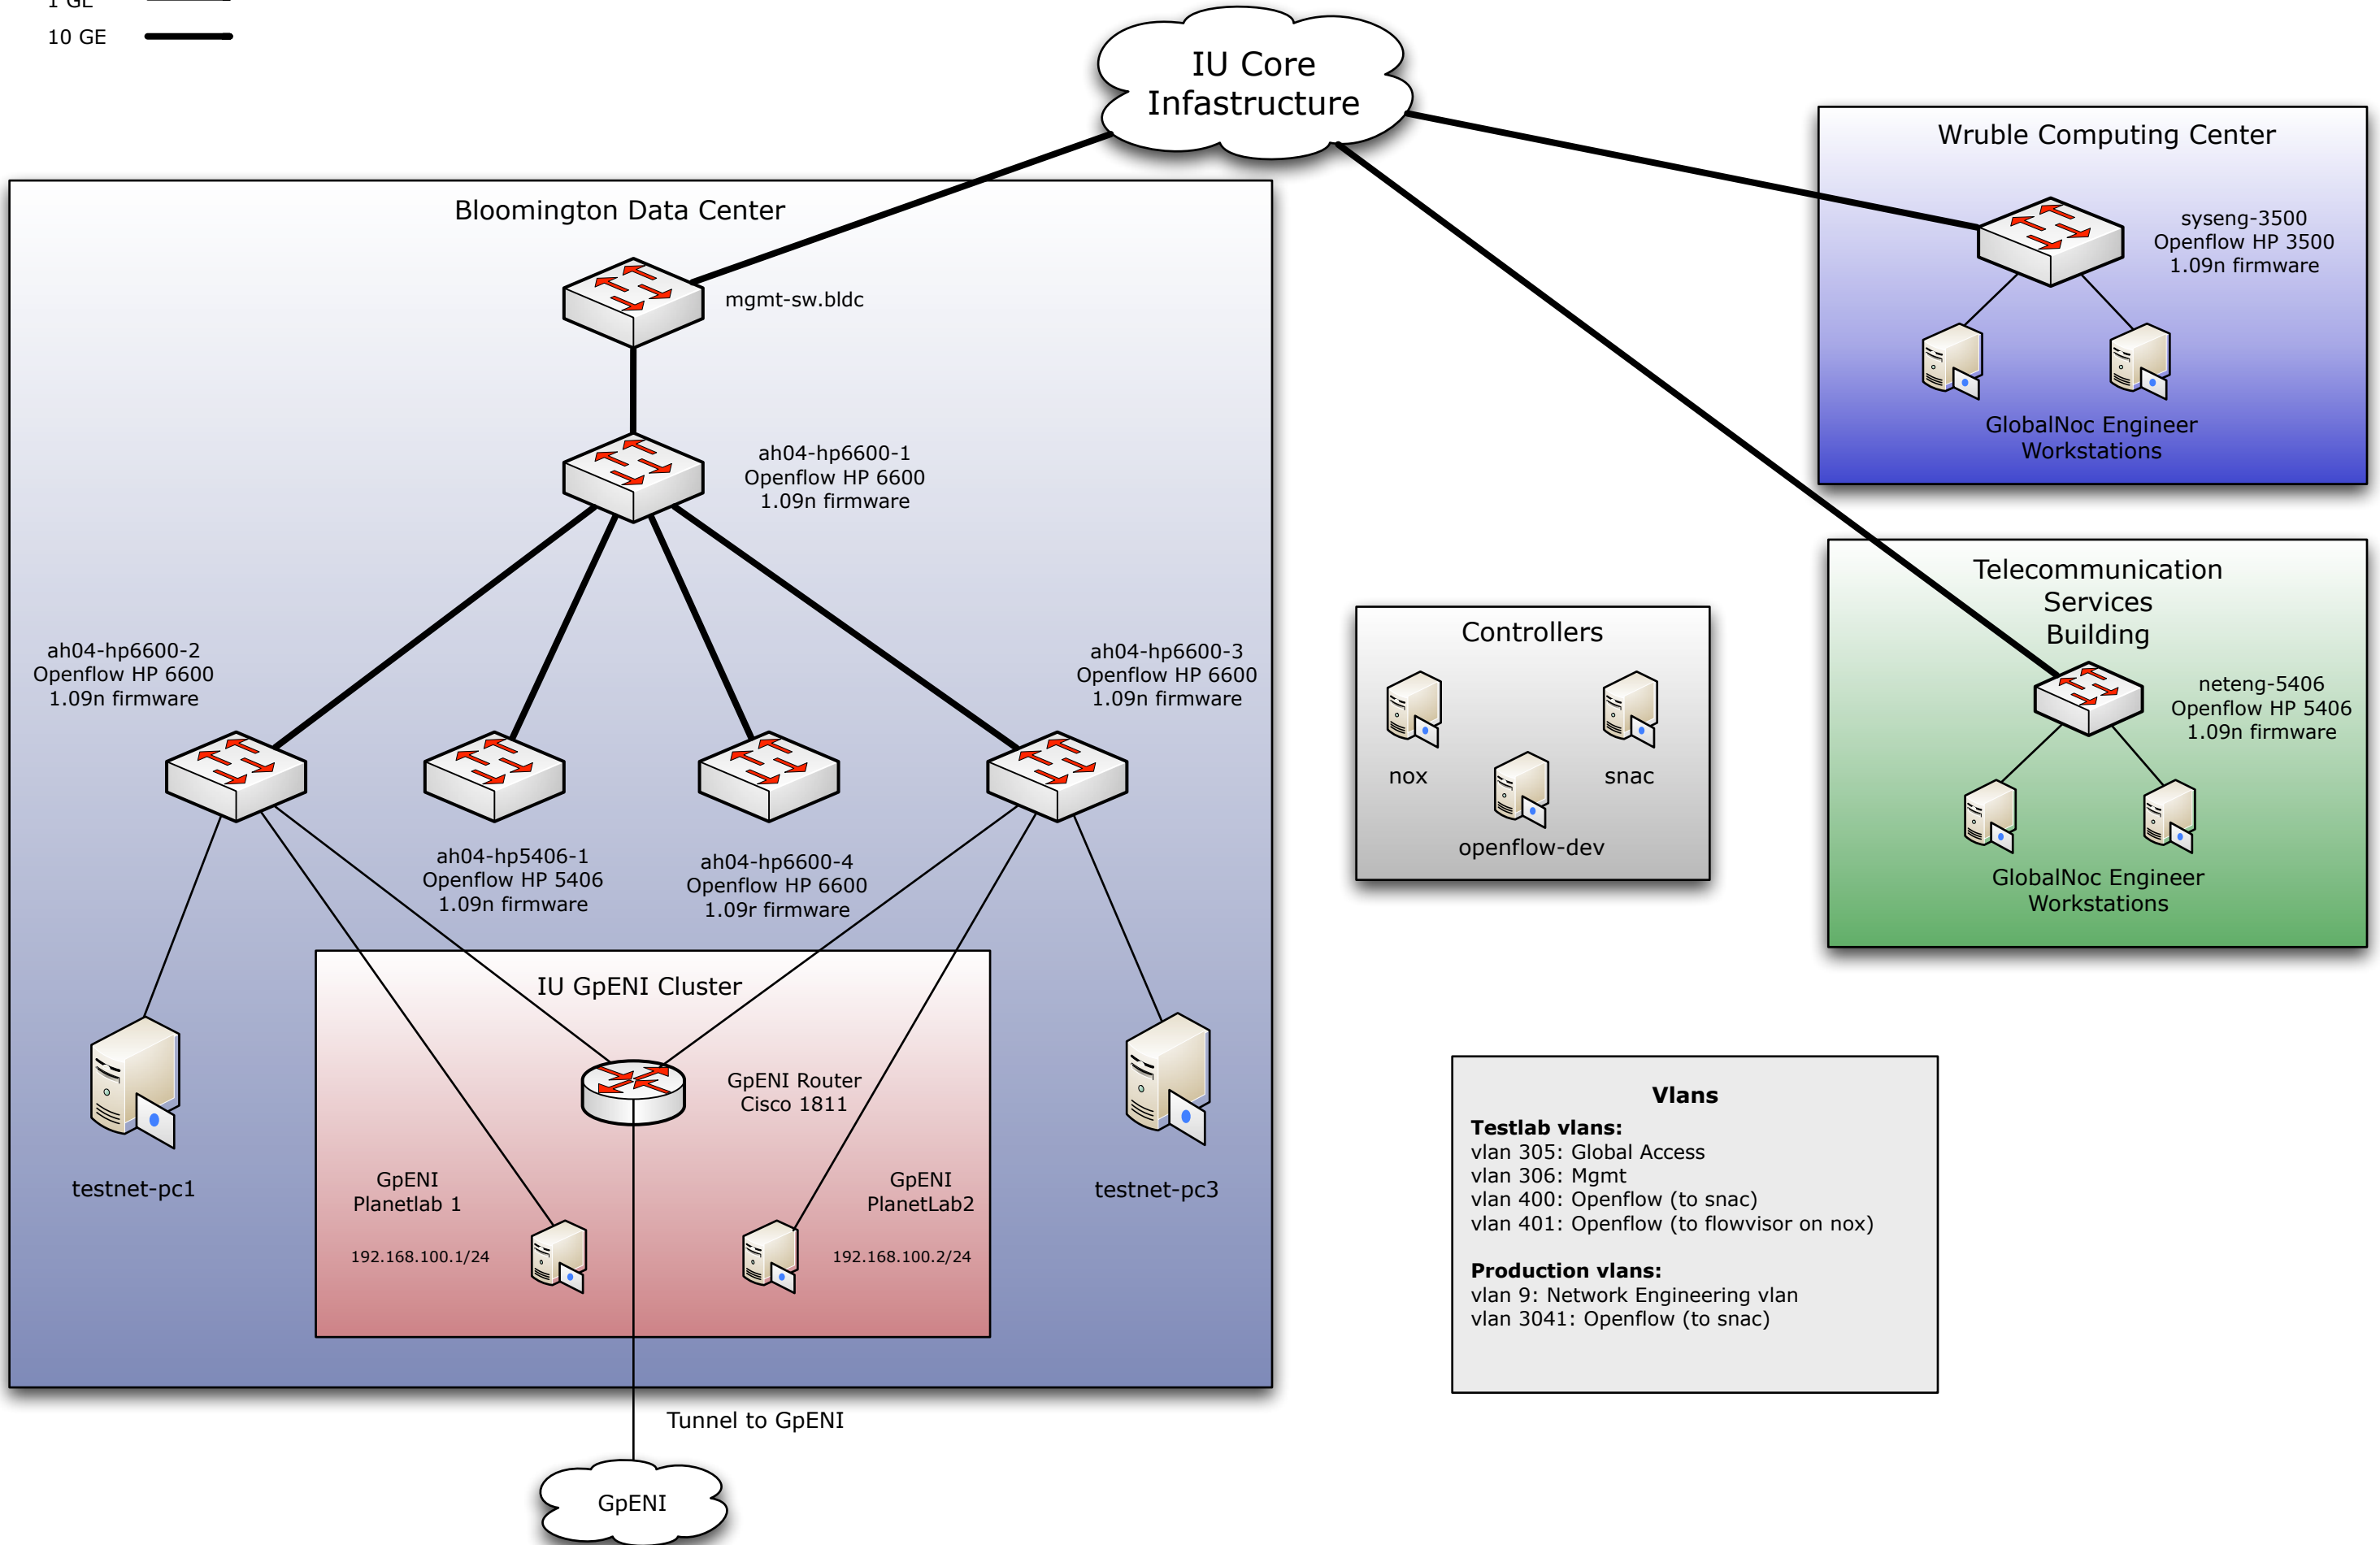 1 GE
10 GE
IU Core
Infastructure
Wruble Computing Center
syseng-3500
Openflow HP 3500
1.09n firmware
GlobalNoc Engineer
Workstations
Bloomington Data Center
mgmt-sw.bldc
ah04-hp6600-1
Openflow HP 6600
1.09n firmware
ah04-hp6600-2
Openflow HP 6600
1.09n firmware
ah04-hp6600-3
Openflow HP 6600
1.09n firmware
ah04-hp5406-1
Openflow HP 5406
1.09n firmware
ah04-hp6600-4
Openflow HP 6600
1.09r firmware
Controllers
nox
snac
openflow-dev
Telecommunication
Services
Building
neteng-5406
Openflow HP 5406
1.09n firmware
GlobalNoc Engineer
Workstations
IU GpENI Cluster
GpENI Router
Cisco 1811
testnet-pc1
GpENI
Planetlab 1
192.168.100.1/24
GpENI
PlanetLab2
192.168.100.2/24
testnet-pc3
Vlans
Testlab vlans:
vlan 305: Global Access
vlan 306: Mgmt
vlan 400: Openflow (to snac)
vlan 401: Openflow (to flowvisor on nox)
Production vlans:
vlan 9: Network Engineering vlan
vlan 3041: Openflow (to snac)
Tunnel to GpENI
GpENI